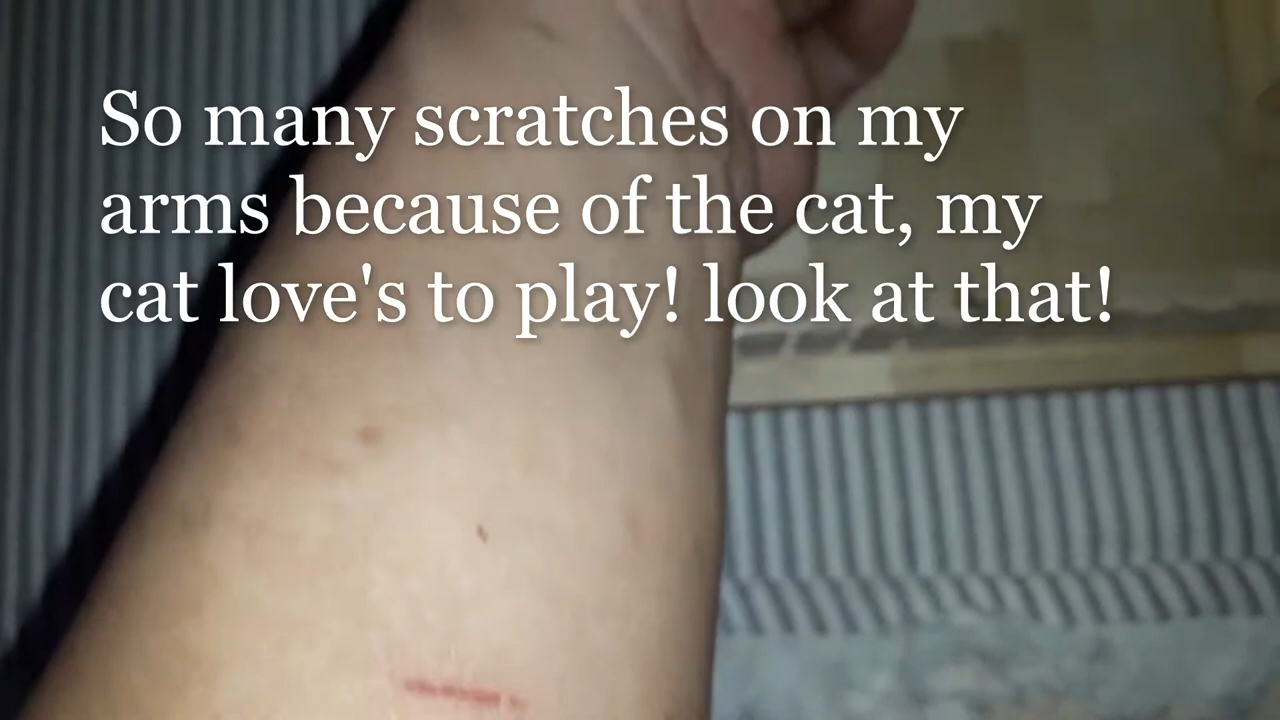 So many scratches on my
arms because of the cat, my
cat love's to play! look at that!